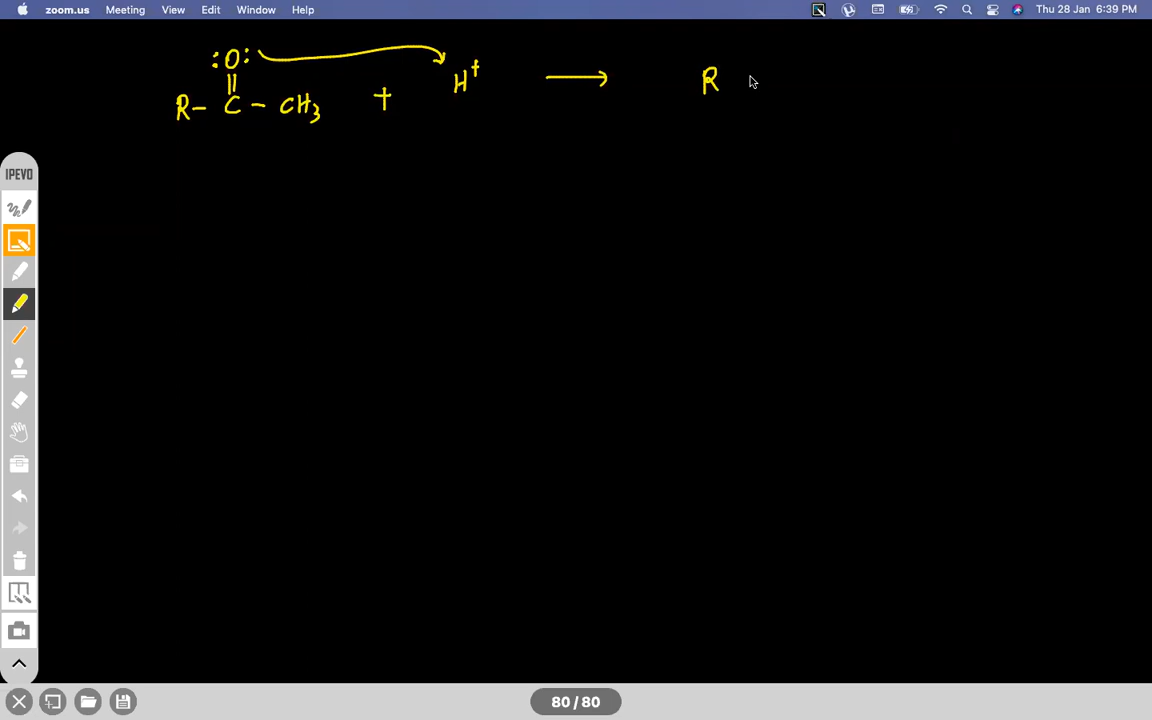 zoom.us Meeting View Edit Window Help Thu 28 Jan 6:39 PM
:O: H+
||
R– C – CH3 + ⟶ R
IPEVO
80 / 80